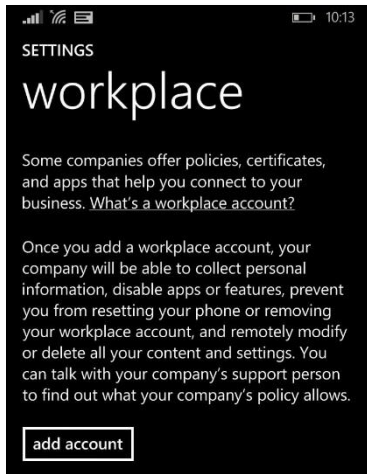 10:13
SETTINGS
workplace
Some companies offer policies, certificates,
and apps that help you connect to your
business. What's a workplace account?
Once you add a workplace account, your
company will be able to collect personal
information, disable apps or features, prevent
you from resetting your phone or removing
your workplace account, and remotely modify
or delete all your content and settings. You
can talk with your company's support person
to find out what your company's policy allows.
add account